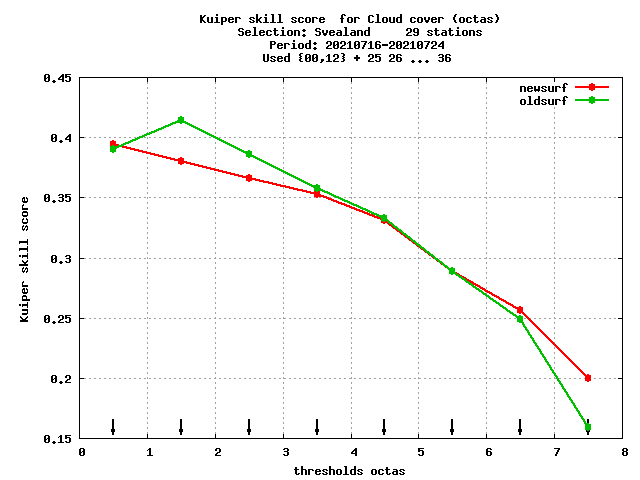 Kuiper skill score  for Cloud cover (octas)
Selection: Svealand     29 stations
Period: 20210716-20210724
Used {00,12} + 25 26 ... 36
newsurf
oldsurf
0.45
0.4
0.35
0.3
0.25
0.2
0.15
Kuiper skill score
0 1 2 3 4 5 6 7 8
thresholds octas